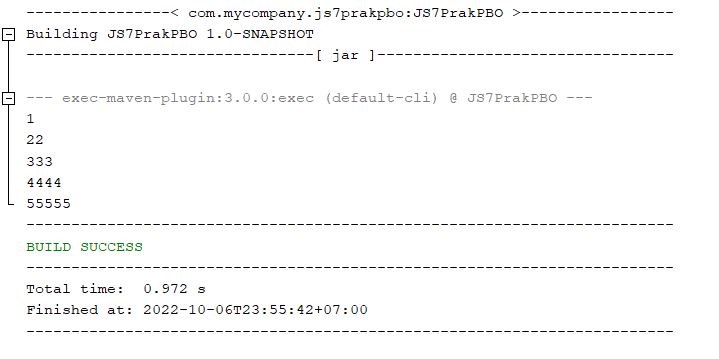 ----------------< com.mycompany.js7prakpbo:JS7PrakPBO >-----------------
Building JS7PrakPBO 1.0-SNAPSHOT
--------------------------------[ jar ]---------------------------------
--- exec-maven-plugin:3.0.0:exec (default-cli) @ JS7PrakPBO ---
1
22
333
4444
55555
------------------------------------------------------------------------
BUILD SUCCESS
------------------------------------------------------------------------
Total time:  0.972 s
Finished at: 2022-10-06T23:55:42+07:00
------------------------------------------------------------------------